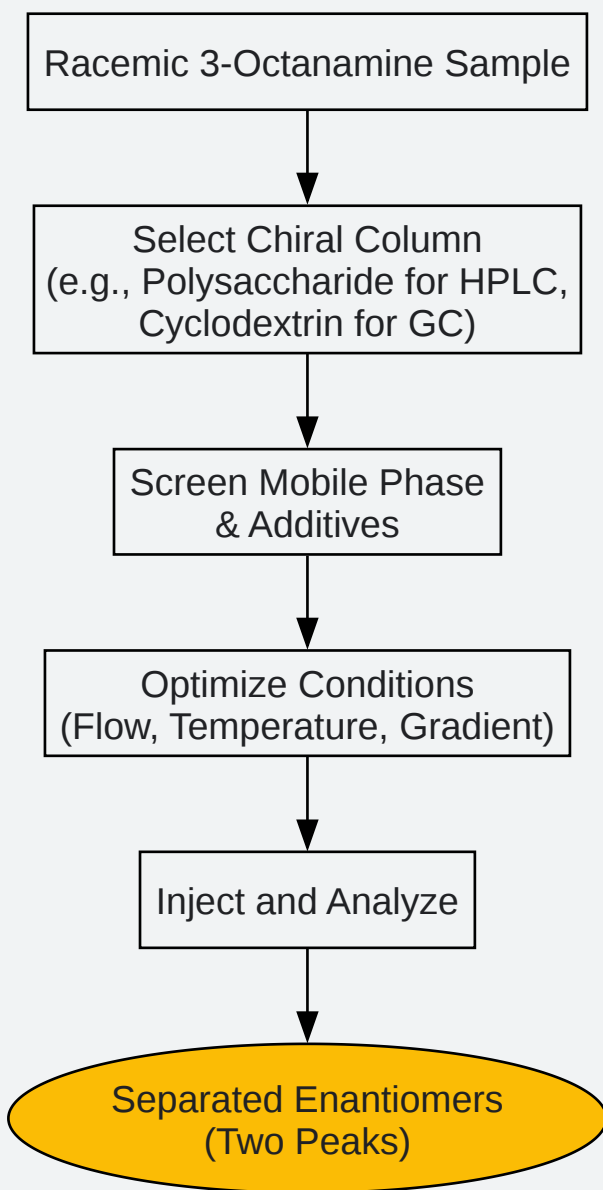 Racemic 3-Octanamine Sample
Select Chiral Column
(e.g., Polysaccharide for HPLC,
Cyclodextrin for GC)
Screen Mobile Phase
& Additives
Optimize Conditions
(Flow, Temperature, Gradient)
Inject and Analyze
Separated Enantiomers
(Two Peaks)